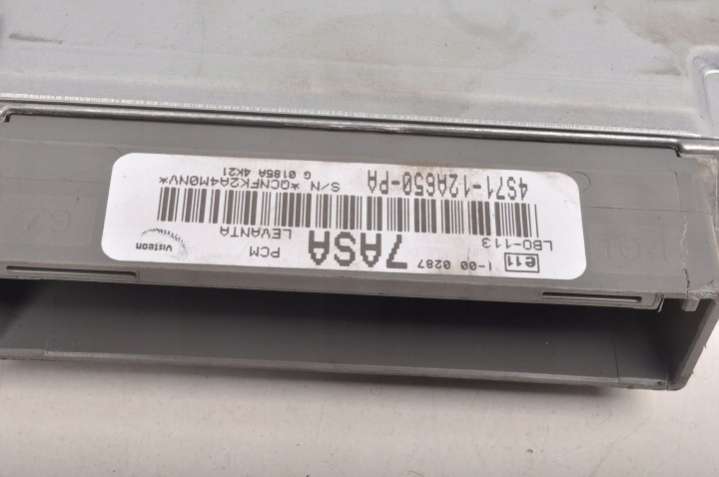 e11
1-00 0287
LBO-113
7ASA
PCM
LEVANTA
Visteon
4S71-12A650-PA
S/N *QCNFK2A4M0NV*
G 0185A 4K21